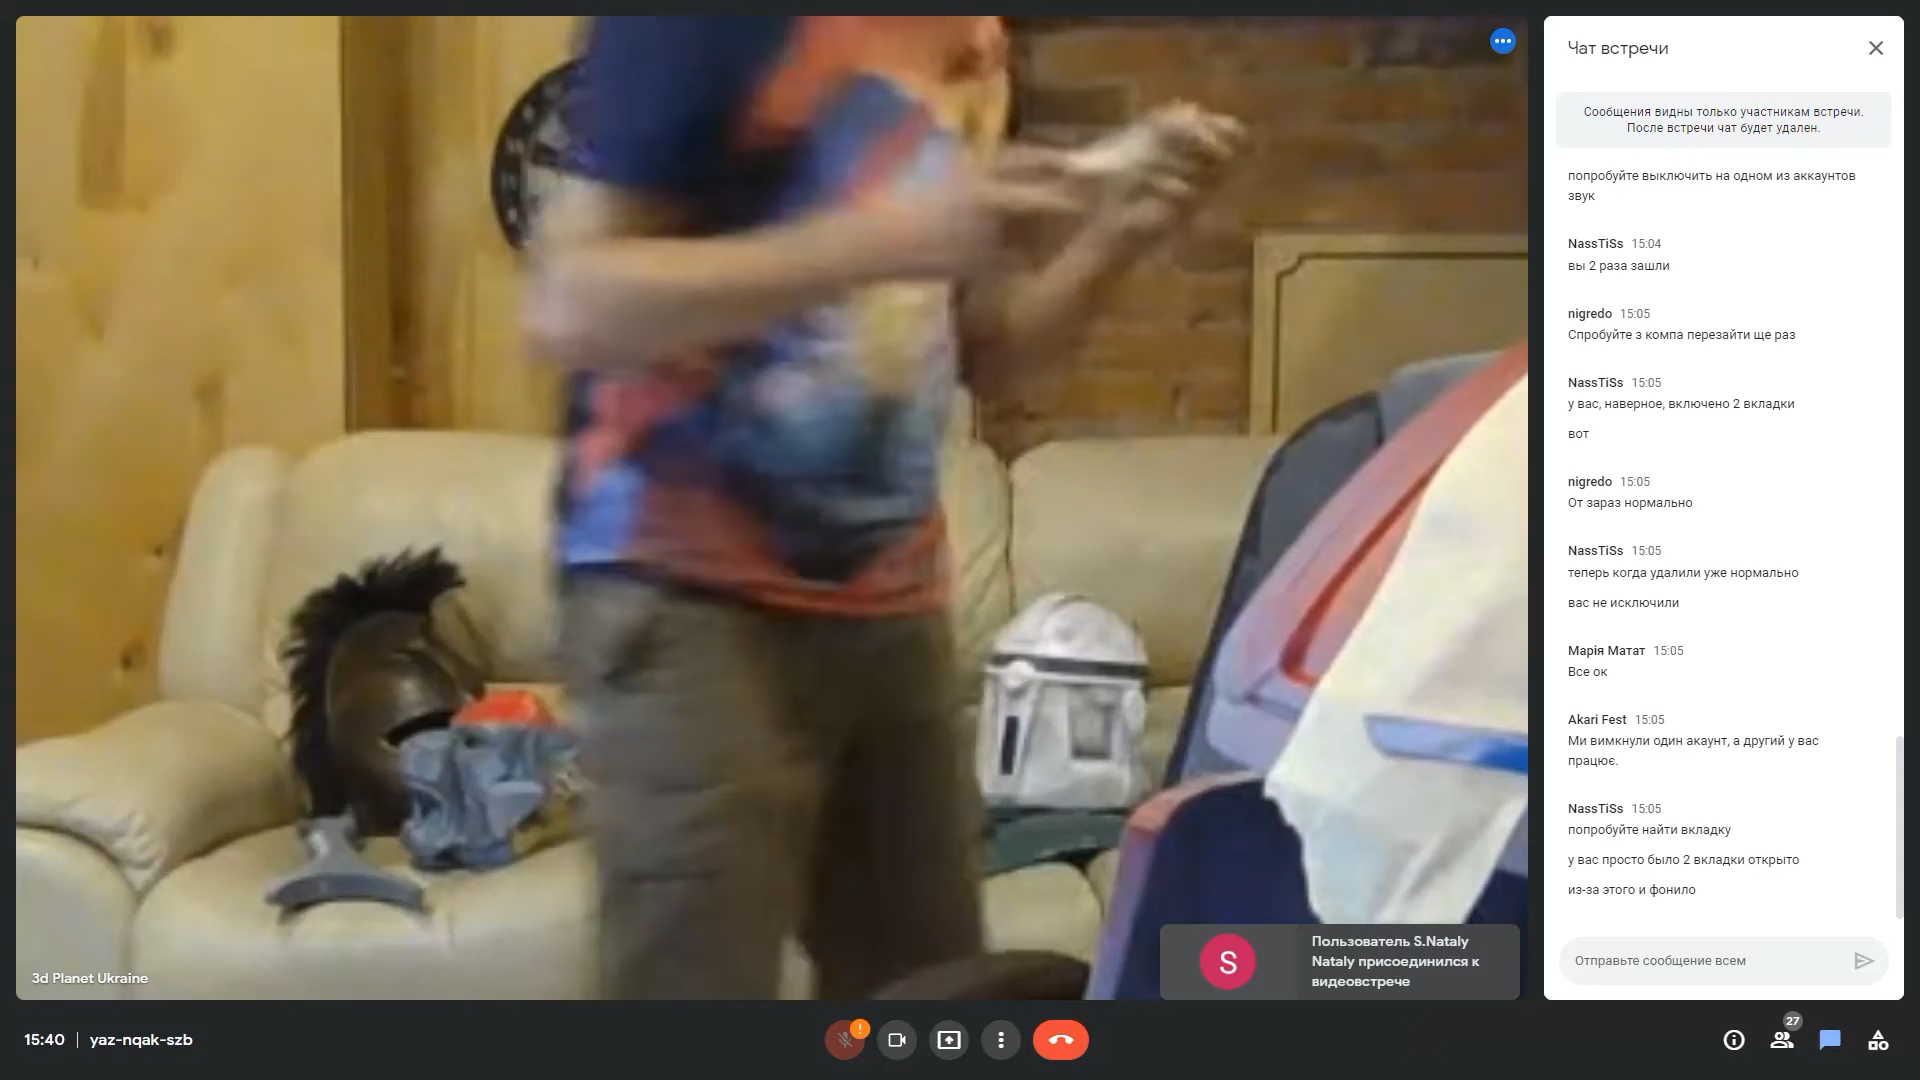 Чат встречи
Сообщения видны только участникам встречи.
После встречи чат будет удален.
попробуйте выключить на одном из аккаунтов
звук
NassTiSs 15:04
вы 2 раза зашли
nigredo 15:05
Спробуйте з компа перезайти ще раз
NassTiSs 15:05
у вас, наверное, включено 2 вкладки
вот
nigredo 15:05
От зараз нормально
NassTiSs 15:05
теперь когда удалили уже нормально
вас не исключили
Марія Матат 15:05
Все ок
Akari Fest 15:05
Ми вимкнули один акаунт, а другий у вас
працює.
NassTiSs 15:05
попробуйте найти вкладку
у вас просто было 2 вкладки открыто
из-за этого и фонило
Отправьте сообщение всем
Пользователь S.Nataly
Nataly присоединился к
видеовстрече
S
3d Planet Ukraine
15:40 | yaz-nqak-szb
!
27